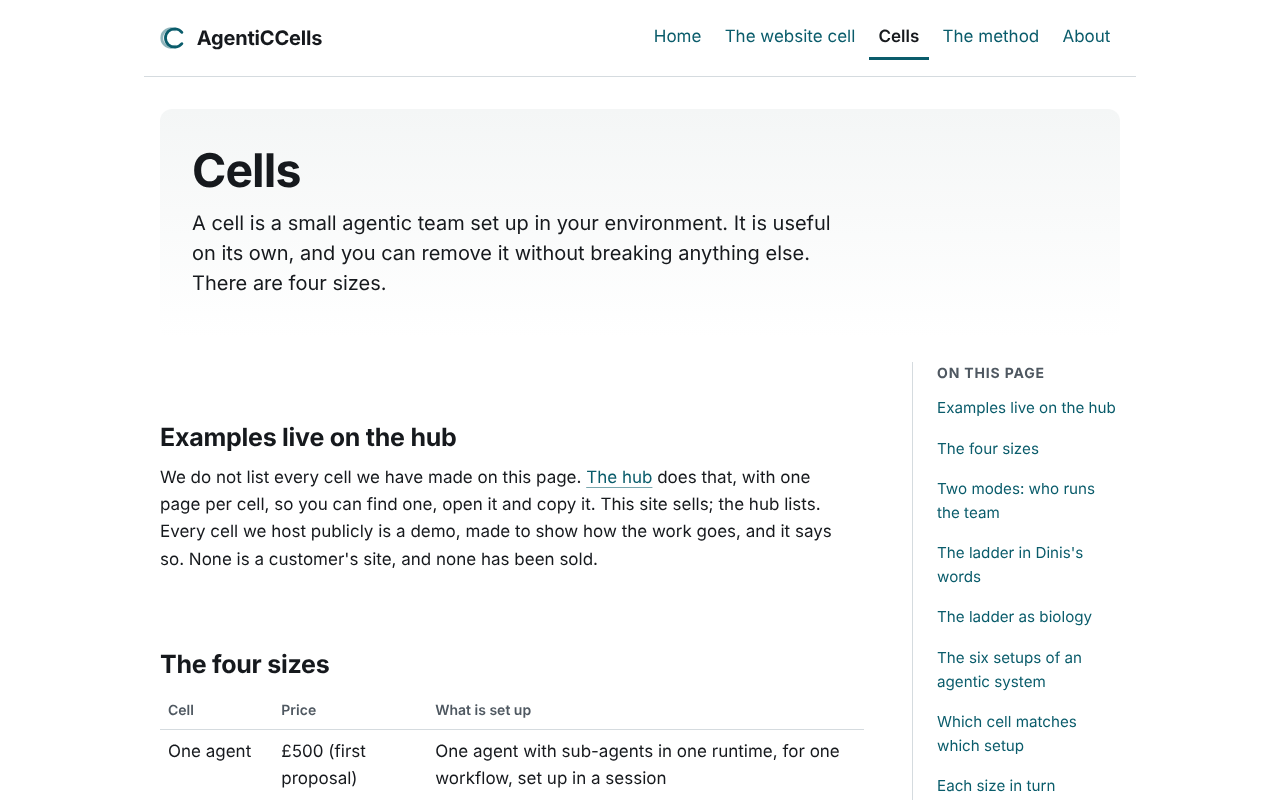 AgentiCCells
Home
The website cell
Cells
The method
About
Cells
A cell is a small agentic team set up in your environment. It is useful
on its own, and you can remove it without breaking anything else.
There are four sizes.
Examples live on the hub
We do not list every cell we have made on this page. The hub does that, with one
page per cell, so you can find one, open it and copy it. This site sells; the hub lists.
Every cell we host publicly is a demo, made to show how the work goes, and it says
so. None is a customer's site, and none has been sold.
The four sizes
Cell
Price
What is set up
One agent
£500 (first
proposal)
One agent with sub-agents in one runtime, for one
workflow, set up in a session
ON THIS PAGE
Examples live on the hub
The four sizes
Two modes: who runs
the team
The ladder in Dinis's
words
The ladder as biology
The six setups of an
agentic system
Which cell matches
which setup
Each size in turn